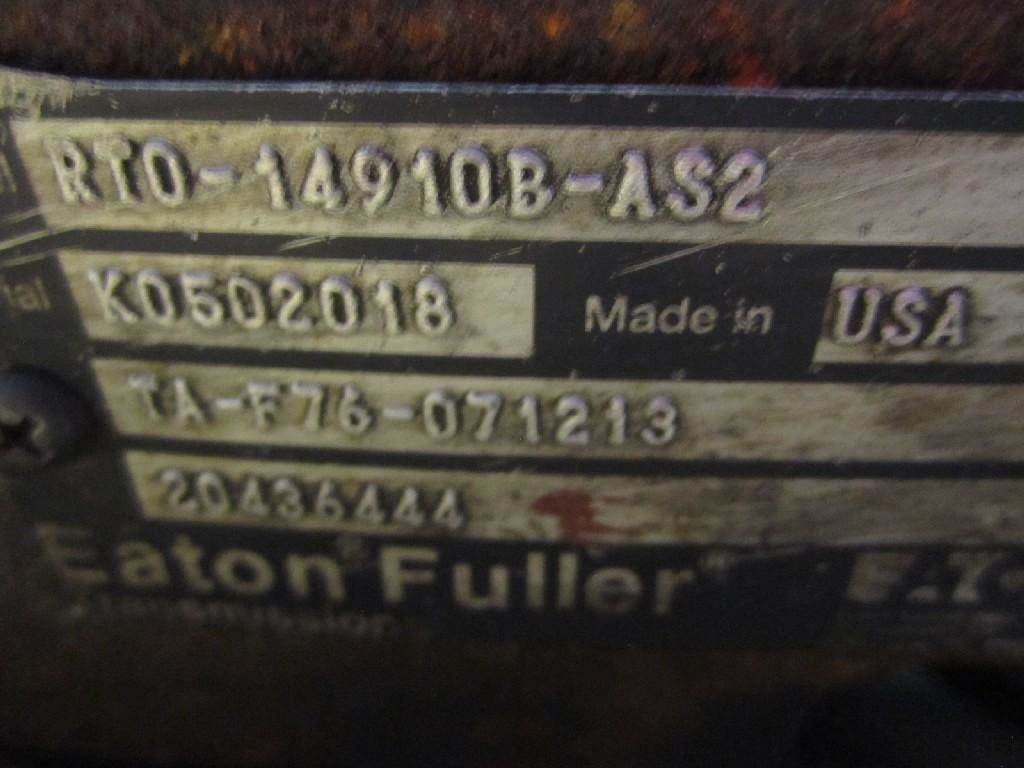 RTO-14910B-AS2
K0502018 Made in USA
TA-F76-071213
20436444
Eaton Fuller